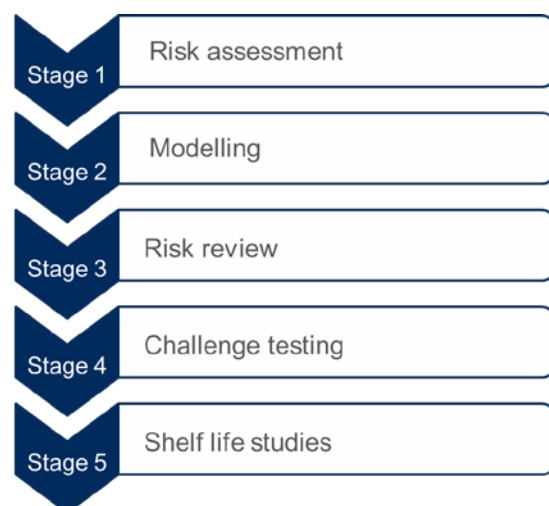 Stage 1
Risk assessment
Stage 2
Modelling
Stage 3
Risk review
Stage 4
Challenge testing
Stage 5
Shelf life studies